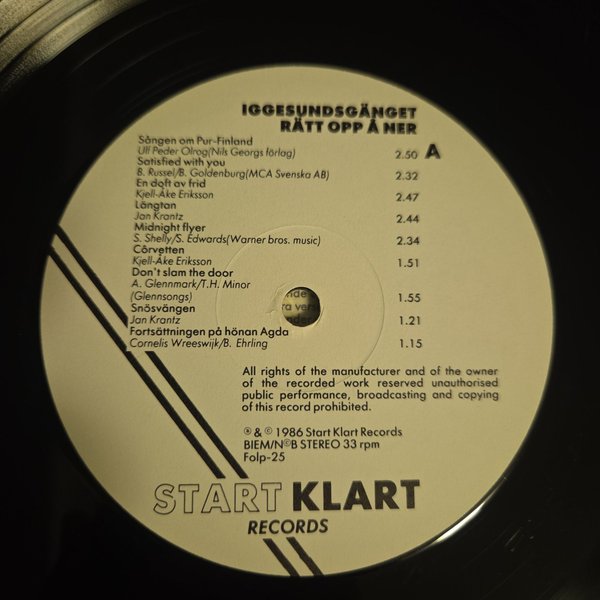 IGGESUNDSGÄNGET
RÄTT OPP Å NER
A
Sången om Pur-Finland
Ulf Peder Olrog(Nils Georgs förlag) 2.50
Satisfied with you
B. Russel/B. Goldenburg(MCA Svenska AB) 2.32
En doft av frid
Kjell-Åke Eriksson 2.47
Längtan
Jan Krantz 2.44
Midnight flyer
S. Shelly/S. Edwards(Warner bros. music) 2.34
Côrvetten
Kjell-Åke Eriksson 1.51
Don't slam the door
A. Glennmark/T.H. Minor
(Glennsongs) 1.55
Snösvängen
Jan Krantz 1.21
Fortsättningen på hönan Agda
Cornelis Wreeswijk/B. Ehrling 1.15
All rights of the manufacturer and of the owner
of the recorded work reserved unauthorised
public performance, broadcasting and copying
of this record prohibited.
℗ & © 1986 Start Klart Records
BIEM/N©B STEREO 33 rpm
Folp-25
START KLART
RECORDS